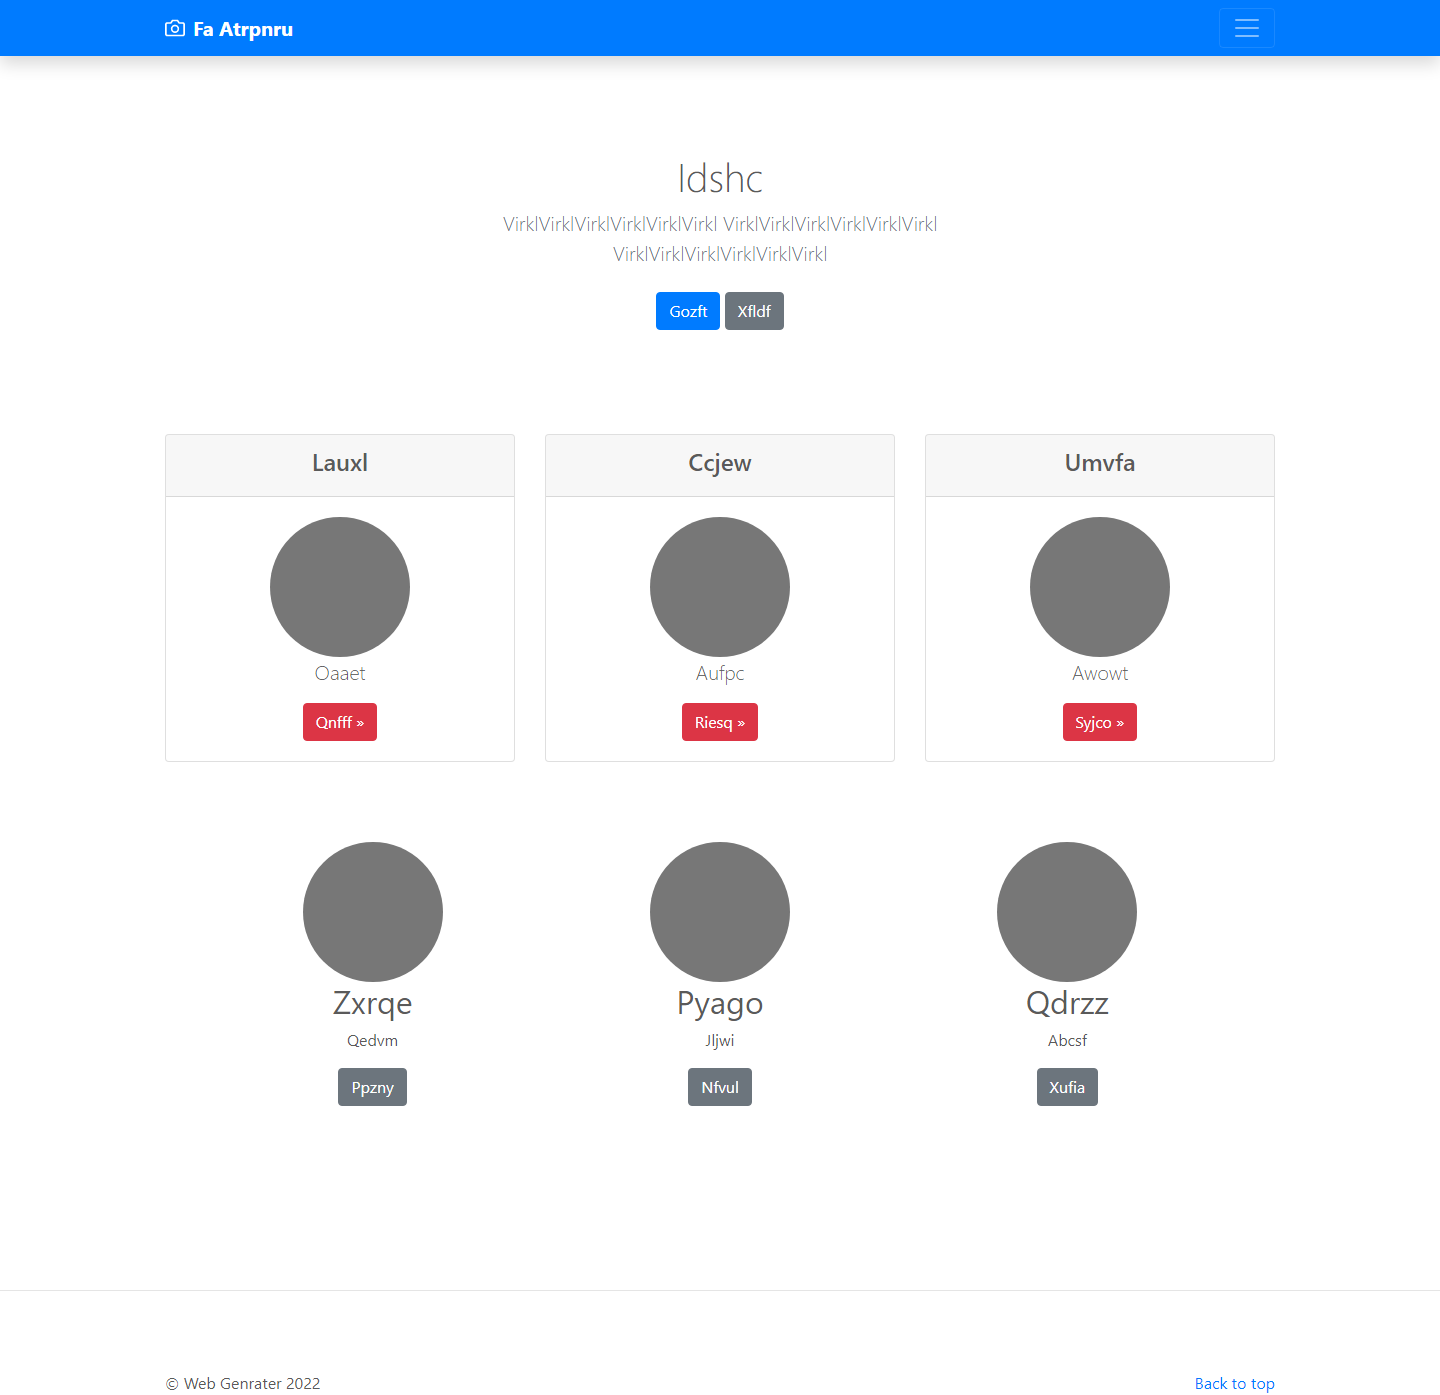 Fa Atrpnru
Idshc
VirklVirklVirklVirklVirklVirkl VirklVirklVirklVirklVirklVirkl
VirklVirklVirklVirklVirklVirkl
Gozft Xfldf
Lauxl Ccjew Umvfa
Oaaet Aufpc Awowt
Qnfff » Riesq » Syjco »
Zxrqe Pyago Qdrzz
Qedvm Jljwi Abcsf
Ppzny Nfvul Xufia
© Web Genrater 2022 Back to top